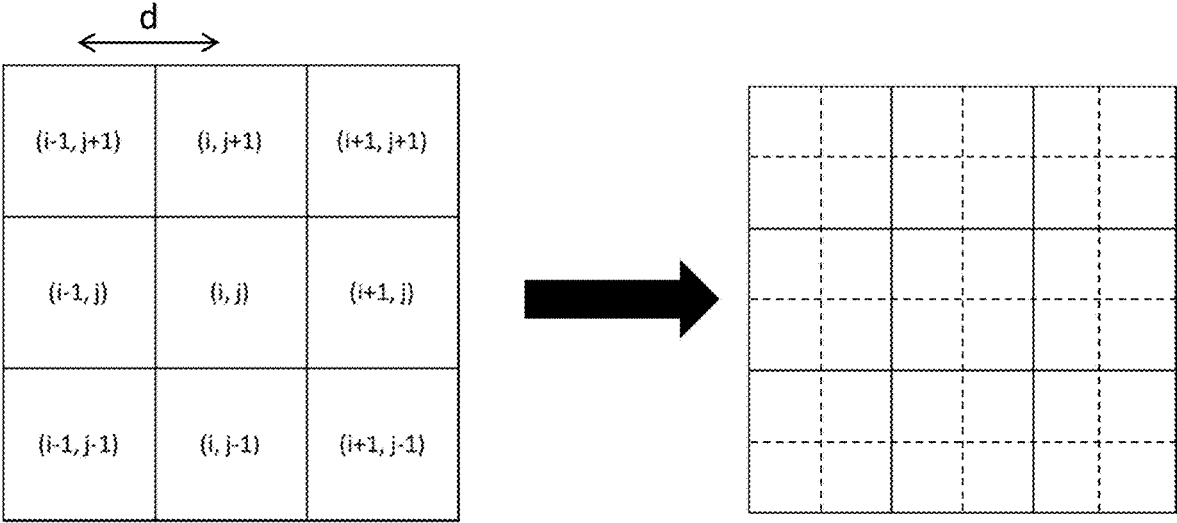 d
(i-1, j+1) (i, j+1) (i+1, j+1)
(i-1, j) (i, j) (i+1, j)
(i-1, j-1) (i, j-1) (i+1, j-1)